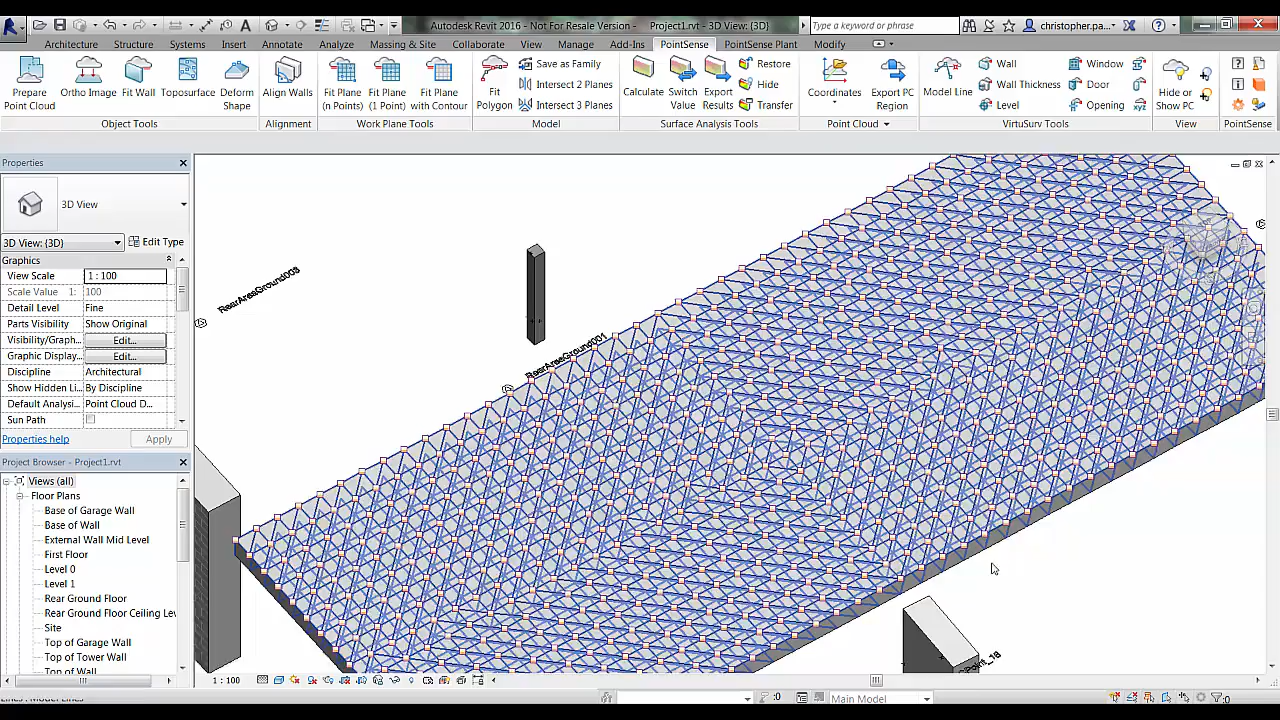 Autodesk Revit 2016 - Not For Resale Version - Project1.rvt - 3D View: {3D}
Type a keyword or phrase
christopher.pa...
Architecture Structure Systems Insert Annotate Analyze Massing & Site Collaborate View Manage Add-Ins PointSense PointSense Plant Modify
Prepare Point Cloud
Ortho Image
Fit Wall
Toposurface
Deform Shape
Align Walls
Fit Plane (n Points)
Fit Plane (1 Point)
Fit Plane with Contour
Fit Polygon
Save as Family
Intersect 2 Planes
Intersect 3 Planes
Calculate
Switch Value
Export Results
Restore
Hide
Transfer
Coordinates
Export PC Region
Model Line
Wall
Wall Thickness
Level
Window
Door
Opening
Hide or Show PC
Object Tools
Alignment
Work Plane Tools
Model
Surface Analysis Tools
Point Cloud
VirtuSurv Tools
View
PointSense
Properties
3D View
3D View: {3D}
Edit Type
Graphics
View Scale 1 : 100
Scale Value 1: 100
Detail Level Fine
Parts Visibility Show Original
Visibility/Graph... Edit...
Graphic Display... Edit...
Discipline Architectural
Show Hidden Li... By Discipline
Default Analysi... Point Cloud D...
Sun Path
Properties help
Apply
Project Browser - Project1.rvt
Views (all)
Floor Plans
Base of Garage Wall
Base of Wall
External Wall Mid Level
First Floor
Level 0
Level 1
Rear Ground Floor
Rear Ground Floor Ceiling Lev
Site
Top of Garage Wall
Top of Tower Wall
Top of Wall
RearAreaGround003
RearAreaGround001
1 : 100
:0
Main Model
:0